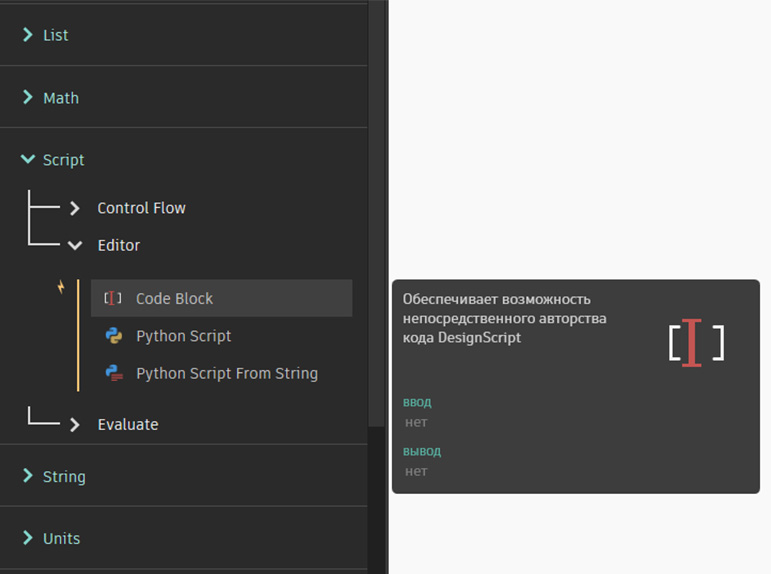 List
Math
Script
Control Flow
Editor
Code Block
Python Script
Python Script From String
Evaluate
String
Units
Обеспечивает возможность
непосредственного авторства
кода DesignScript
ввод
нет
вывод
нет